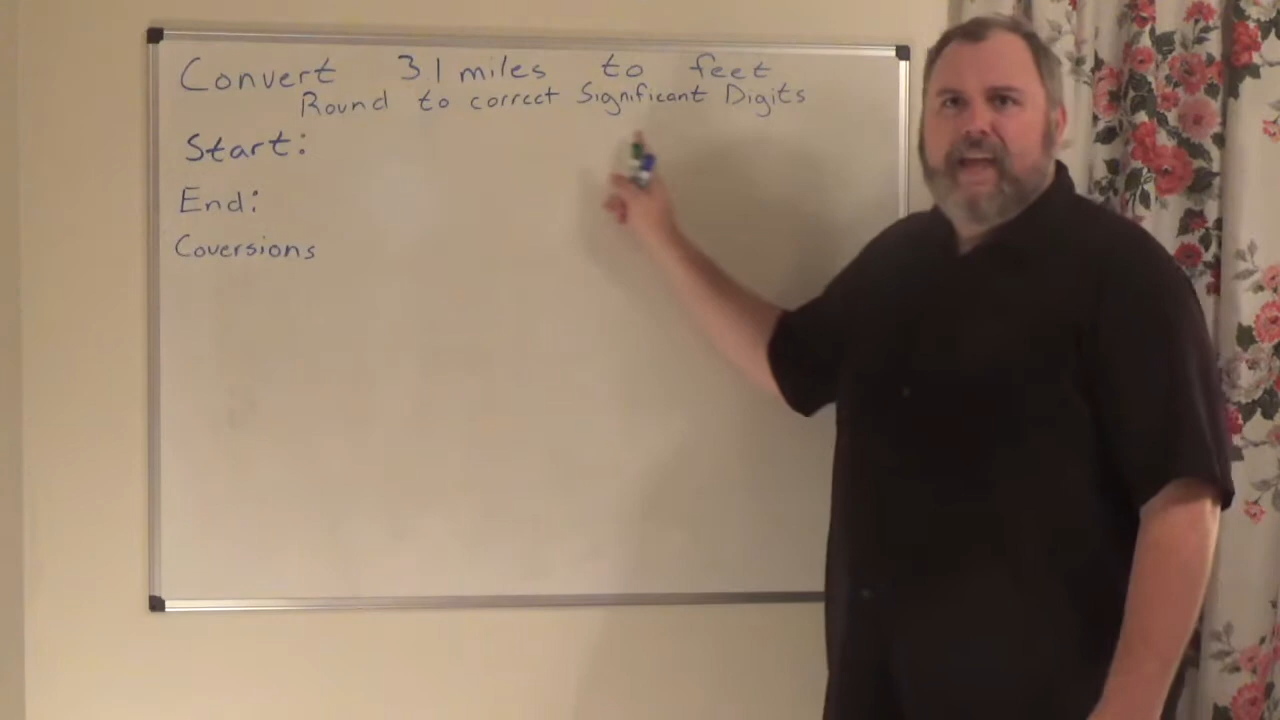 Convert 31 miles to feet
Round to correct Significant Digits
Start:
End:
Coversions